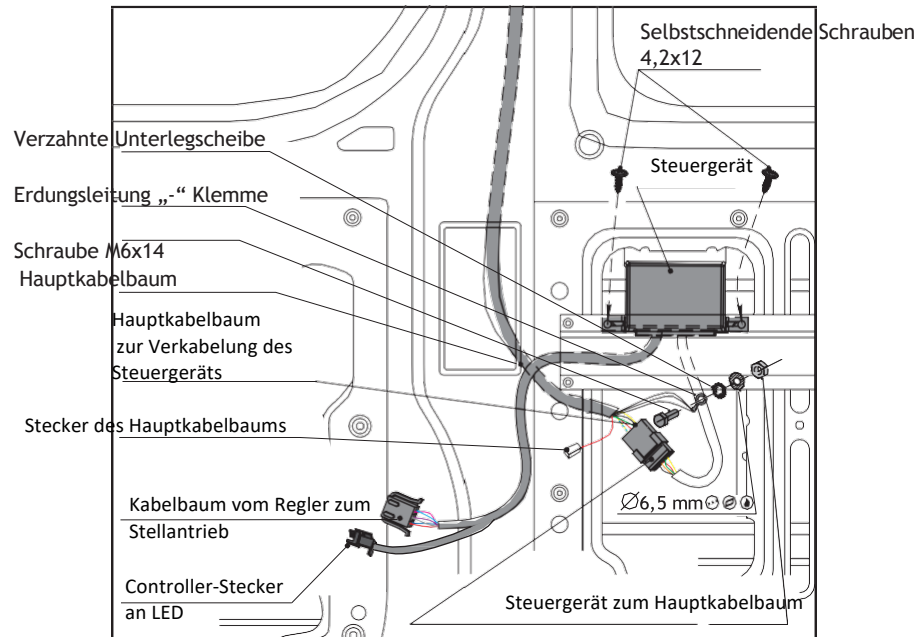 Selbstschneidende Schrauben
4,2x12
Verzahnte Unterlegscheibe
Steuergerät
Erdungsleitung „-“ Klemme
Schraube M6x14
Hauptkabelbaum
Hauptkabelbaum
zur Verkabelung des
Steuergeräts
Stecker des Hauptkabelbaums
Kabelbaum vom Regler zum
Stellantrieb
∅6,5 mm
Controller-Stecker
an LED
Steuergerät zum Hauptkabelbaum